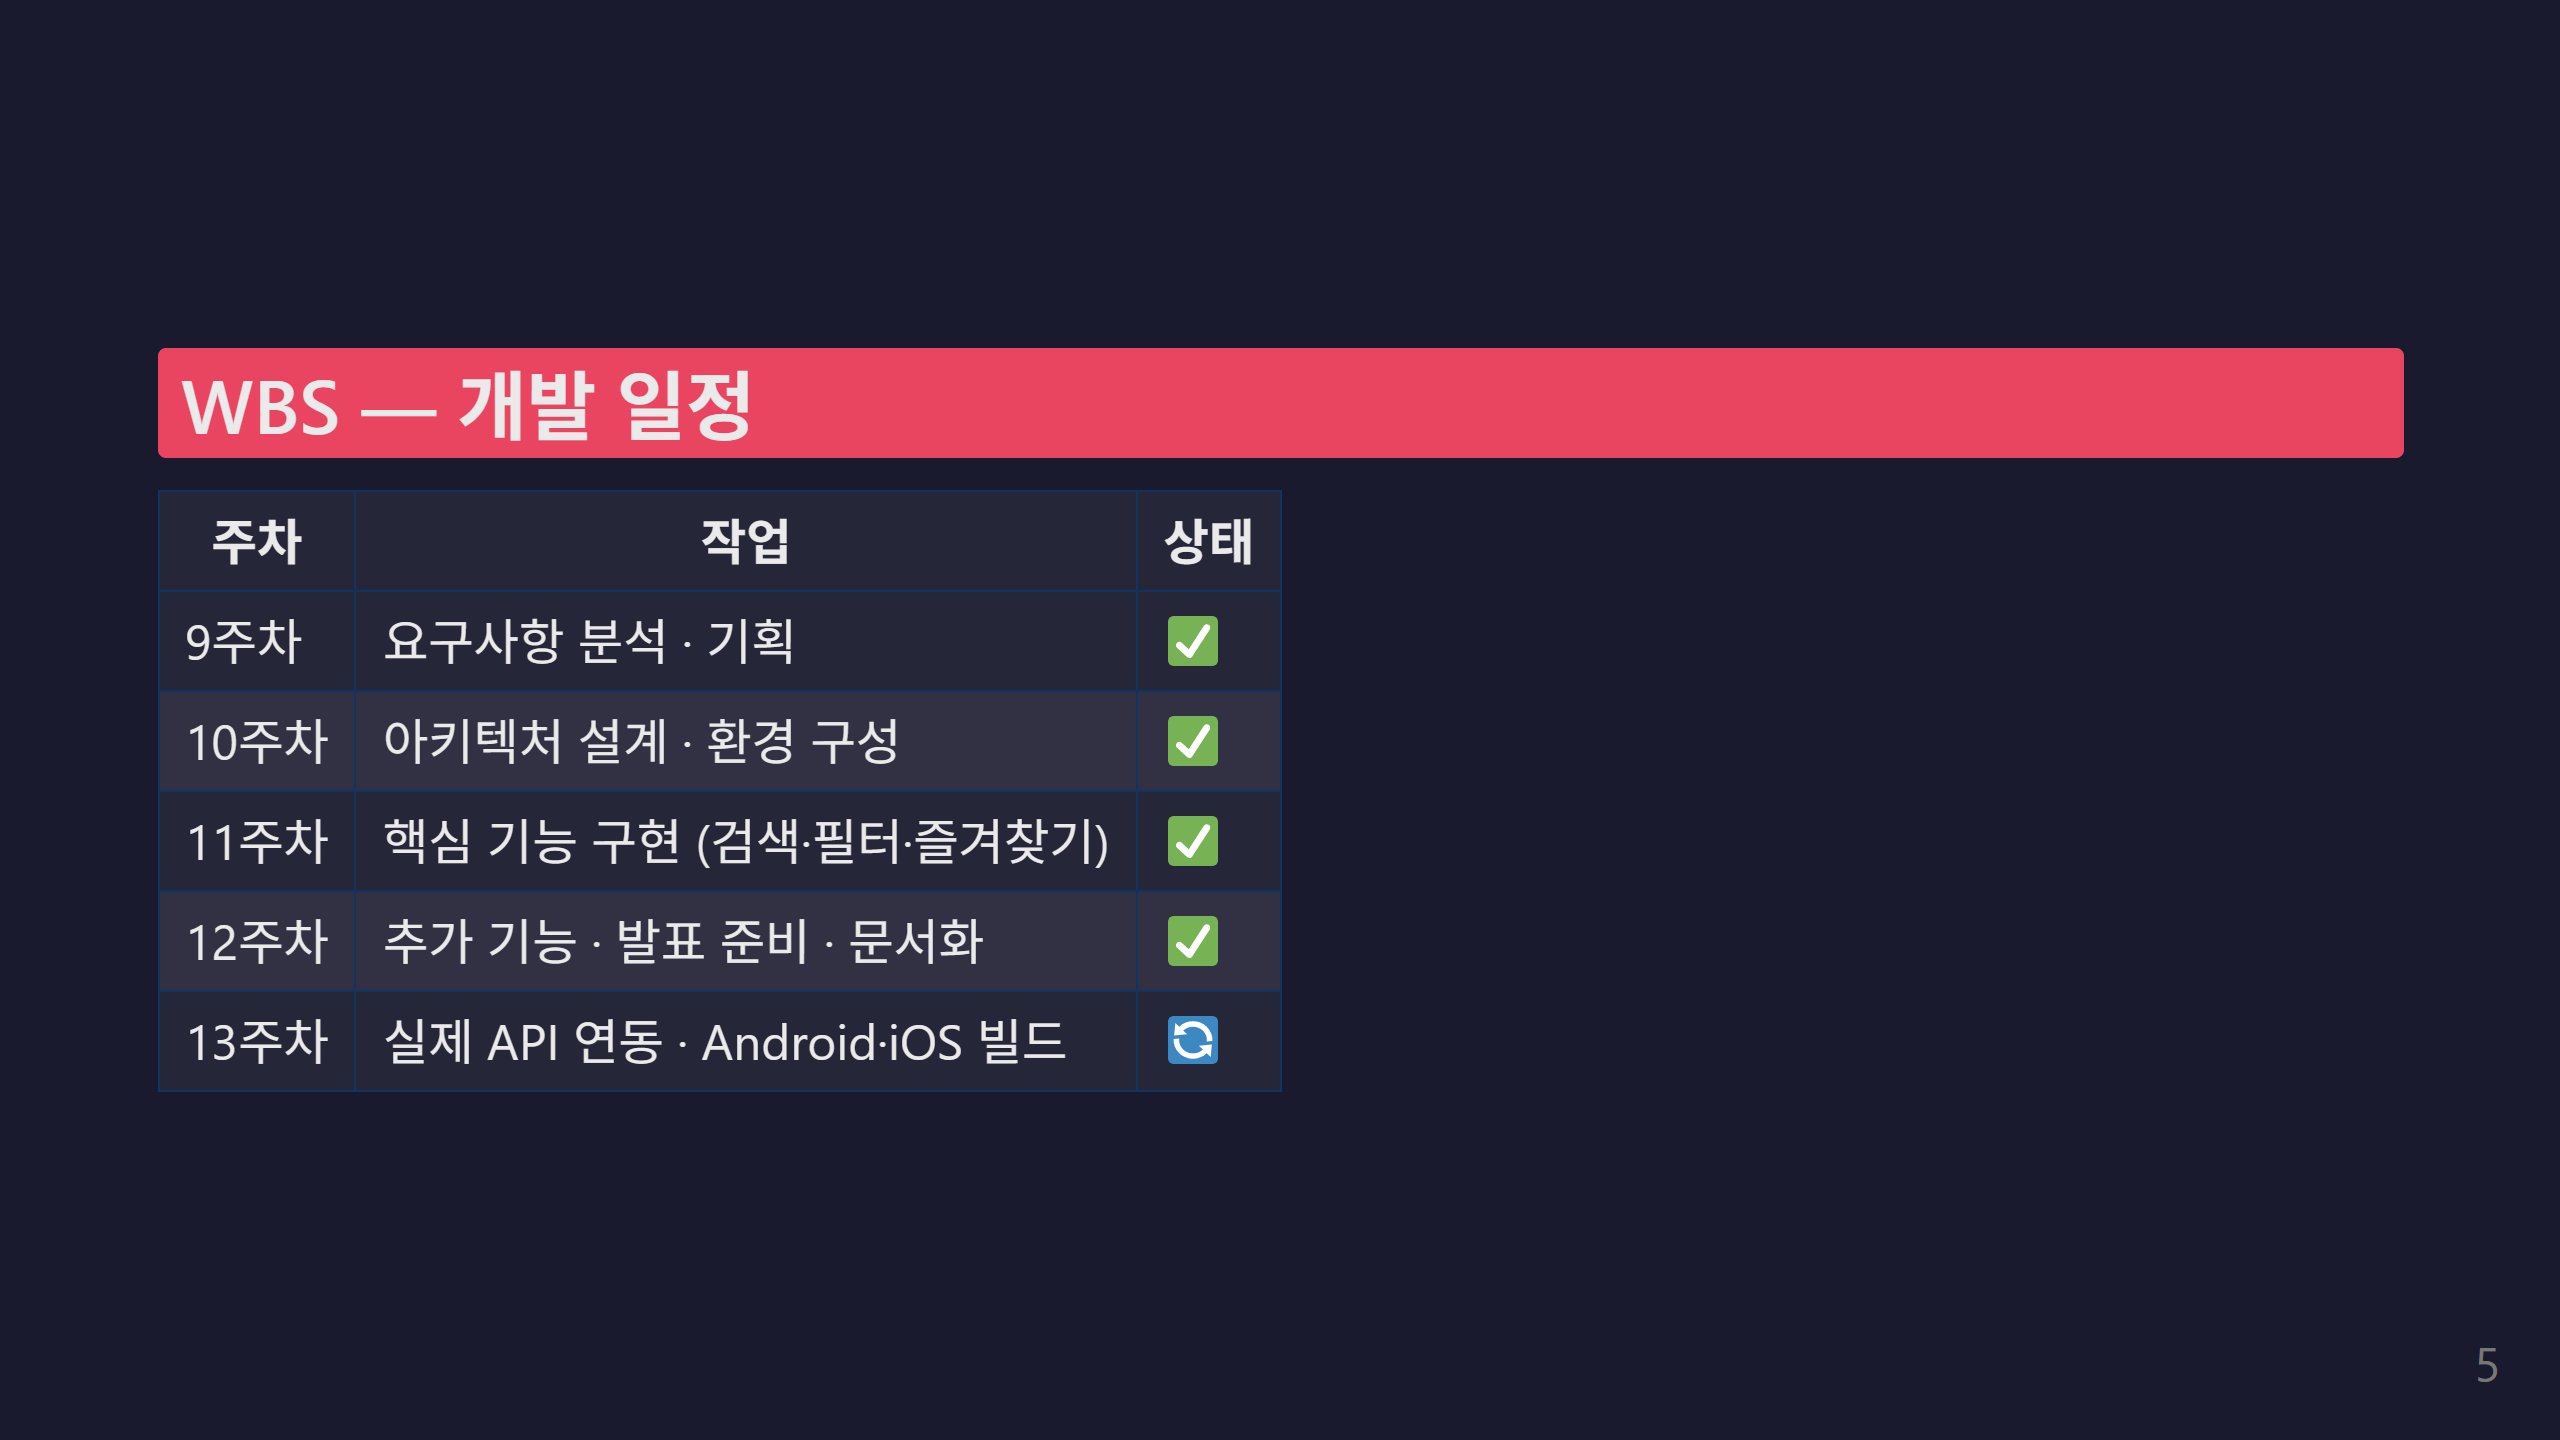 WBS — 개발 일정
주차 작업 상태
9주차 요구사항 분석 · 기획 ✅
10주차 아키텍처 설계 · 환경 구성 ✅
11주차 핵심 기능 구현 (검색·필터·즐겨찾기) ✅
12주차 추가 기능 · 발표 준비 · 문서화 ✅
13주차 실제 API 연동 · Android·iOS 빌드 🔄
5